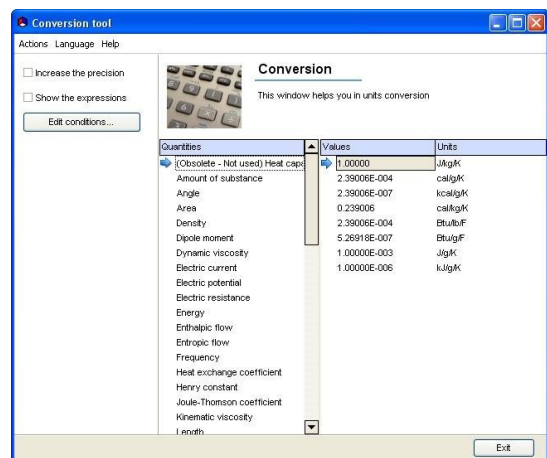 Conversion tool
Actions Language Help
Increase the precision
Show the expressions
Edit conditions...
Conversion
This window helps you in units conversion
Quantities
(Obsolete - Not used) Heat capa
Amount of substance
Angle
Area
Density
Dipole moment
Dynamic viscosity
Electric current
Electric potential
Electric resistance
Energy
Enthalpic flow
Entropic flow
Frequency
Heat exchange coefficient
Henry constant
Joule-Thomson coefficient
Kinematic viscosity
Length
Values Units
1.00000 J/kg/K
2.39006E-004 cal/g/K
2.39006E-007 kcal/g/K
0.239006 cal/kg/K
2.39006E-004 Btu/lb/F
5.26918E-007 Btu/g/F
1.00000E-003 J/g/K
1.00000E-006 kJ/g/K
Exit